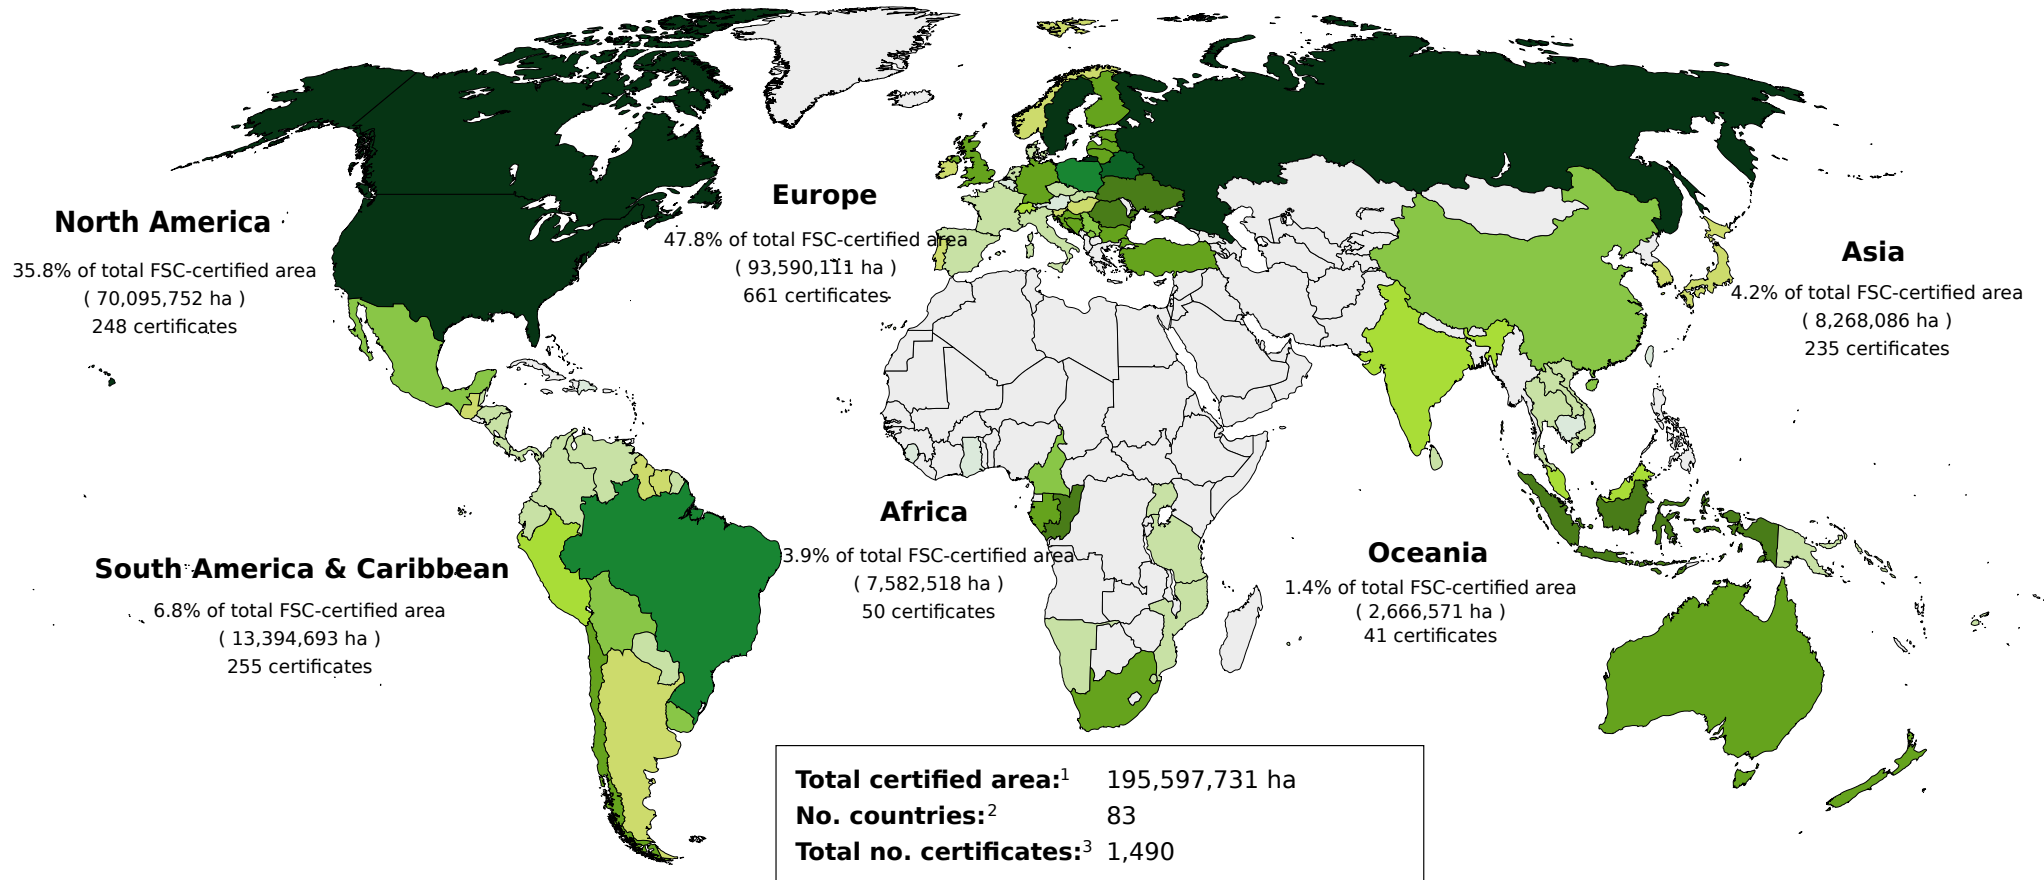 North America
35.8% of total FSC-certified area
( 70,095,752 ha )
248 certificates
Europe
47.8% of total FSC-certified area
( 93,590,111 ha )
661 certificates
Asia
4.2% of total FSC-certified area
( 8,268,086 ha )
235 certificates
South America & Caribbean
6.8% of total FSC-certified area
( 13,394,693 ha )
255 certificates
Africa
3.9% of total FSC-certified area
( 7,582,518 ha )
50 certificates
Oceania
1.4% of total FSC-certified area
( 2,666,571 ha )
41 certificates
Total certified area:¹ 195,597,731 ha
No. countries:² 83
Total no. certificates:³ 1,490